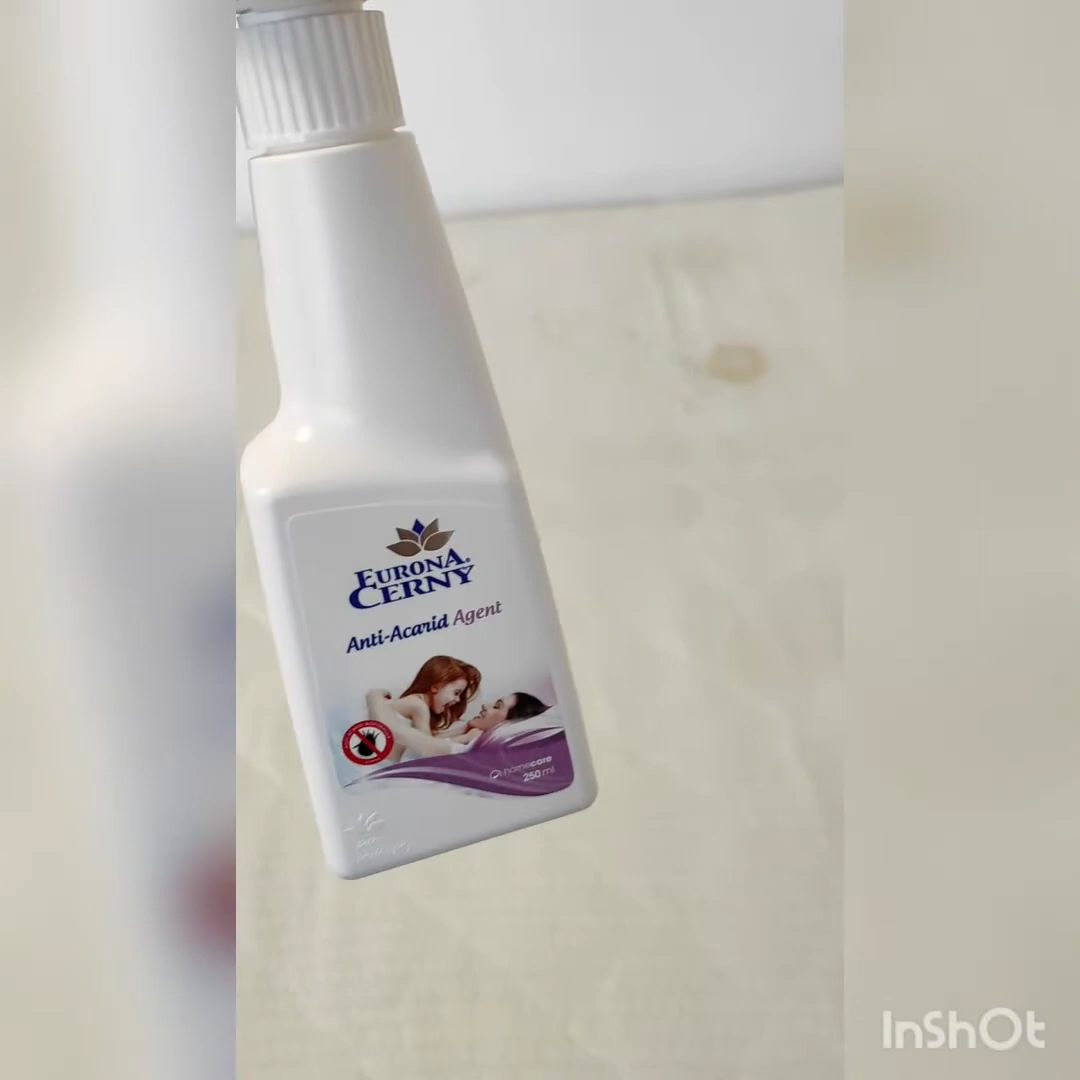 EURONA®
CERNY
Anti-Acarid Agent
homecare
250 ml
InShOt